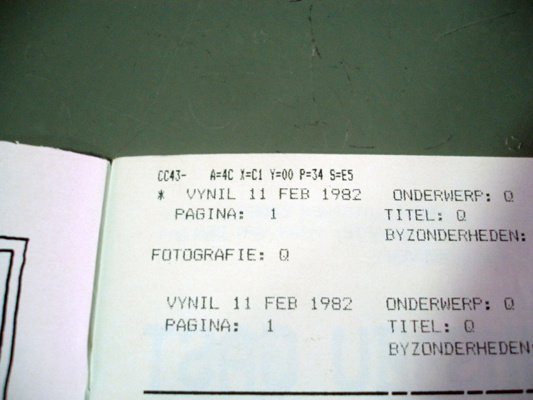 CC43- A=4C X=C1 Y=00 P=34 S=E5
* VYNIL 11 FEB 1982 ONDERWERP: Q
PAGINA: 1 TITEL: Q
BYZONDERHEDEN:
FOTOGRAFIE: Q
VYNIL 11 FEB 1982 ONDERWERP: Q
PAGINA: 1 TITEL: Q
BYZONDERHEDEN: